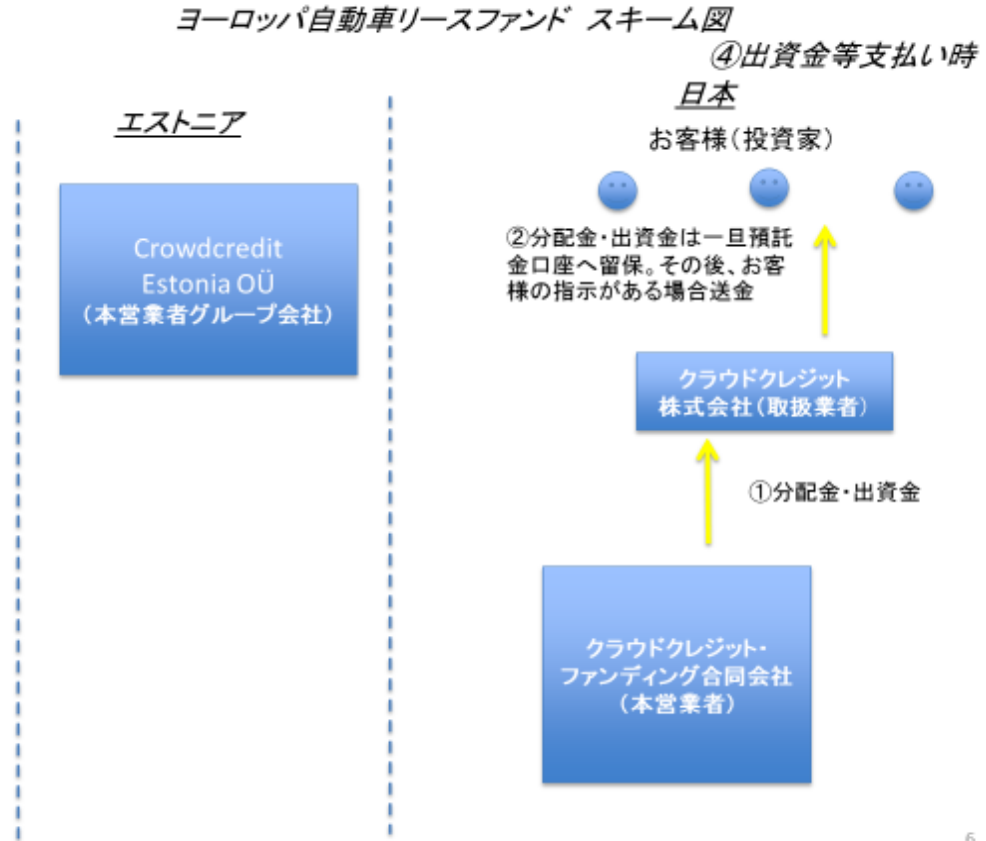 ヨーロッパ自動車リースファンド スキーム図
④出資金等支払い時
エストニア
日本
お客様(投資家)
Crowdcredit
Estonia OÜ
(本営業者グループ会社)
②分配金・出資金は一旦預託
金口座へ留保。その後、お客
様の指示がある場合送金
クラウドクレジット
株式会社(取扱業者)
①分配金・出資金
クラウドクレジット・
ファンディング合同会社
(本営業者)
6